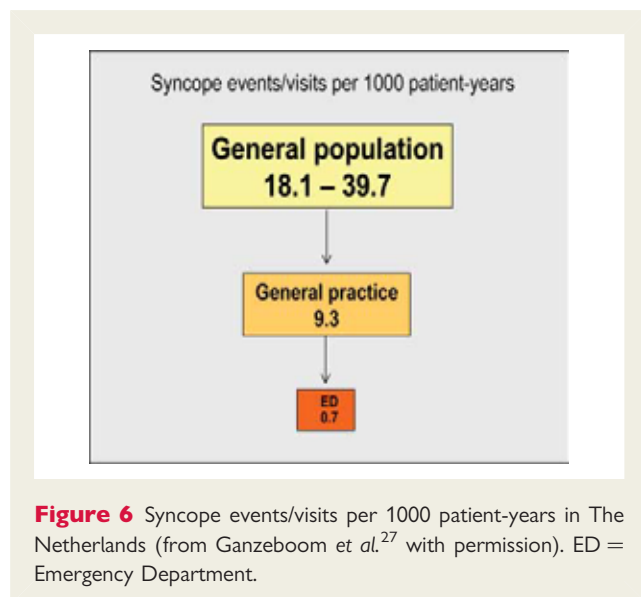 Syncope events/visits per 1000 patient-years
General population
18.1 – 39.7
General practice
9.3
ED
0.7
Figure 6 Syncope events/visits per 1000 patient-years in The
Netherlands (from Ganzeboom et al.27 with permission). ED =
Emergency Department.